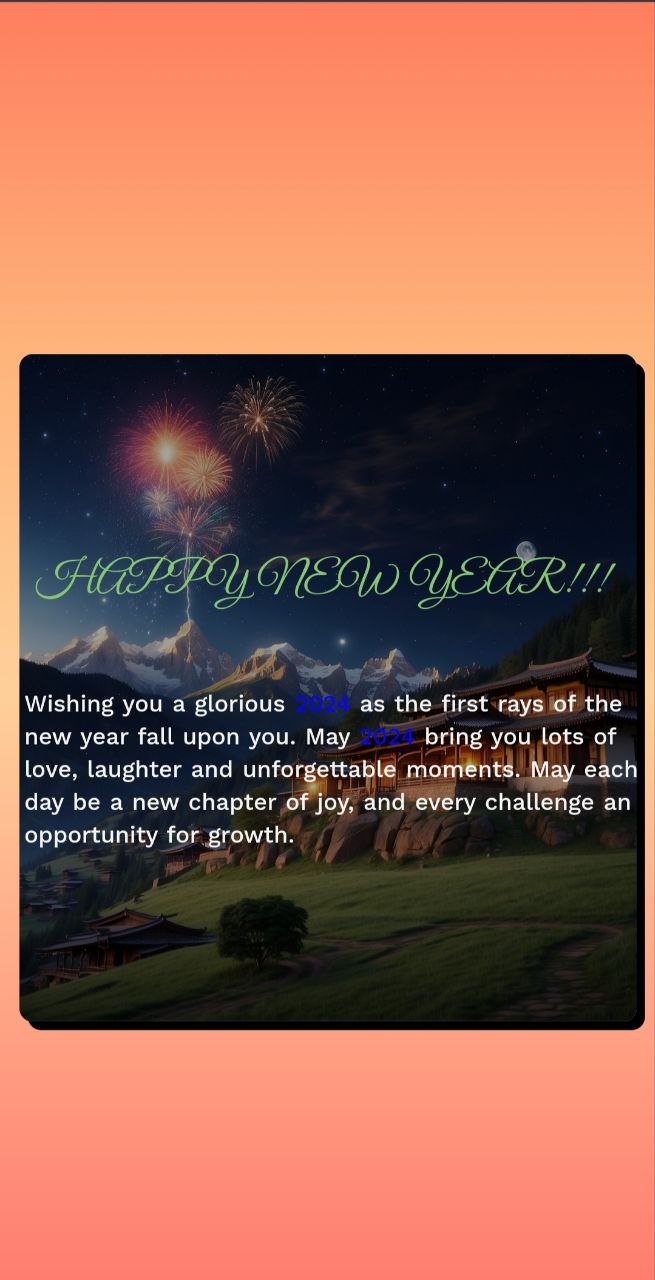 HAPPY NEW YEAR!!!
Wishing you a glorious 2024 as the first rays of the
new year fall upon you. May 2024 bring you lots of
love, laughter and unforgettable moments. May each
day be a new chapter of joy, and every challenge an
opportunity for growth.